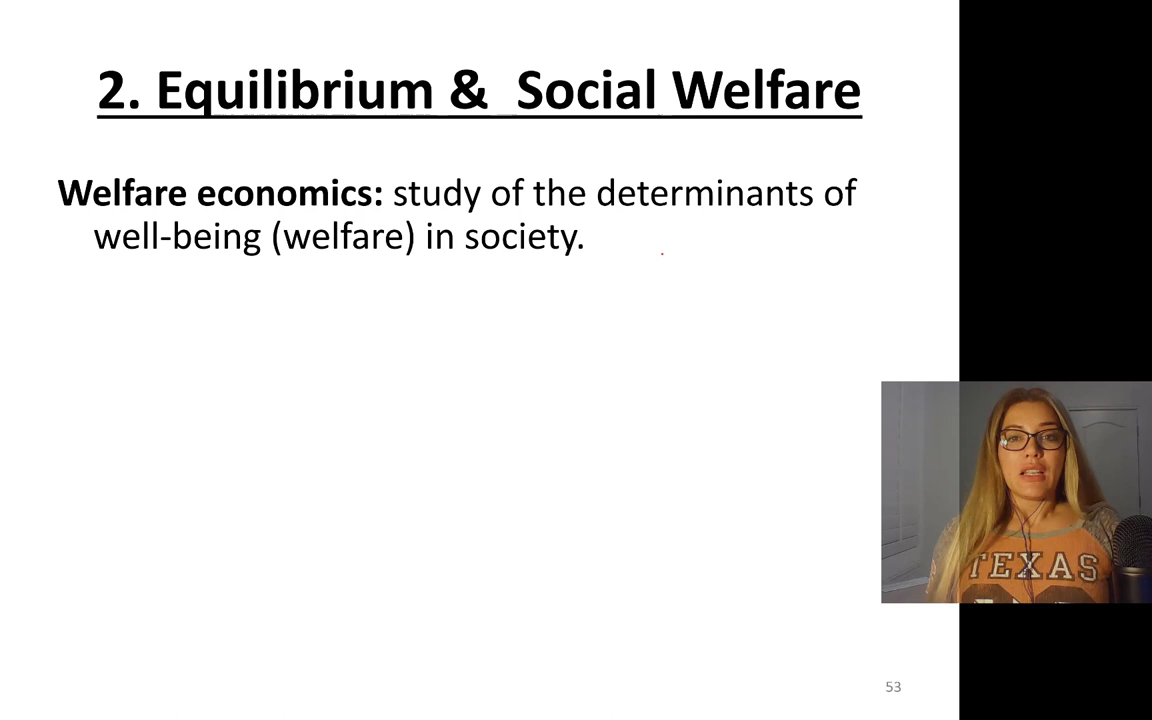 2. Equilibrium & Social Welfare
Welfare economics: study of the determinants of
well-being (welfare) in society.
TEXAS
53